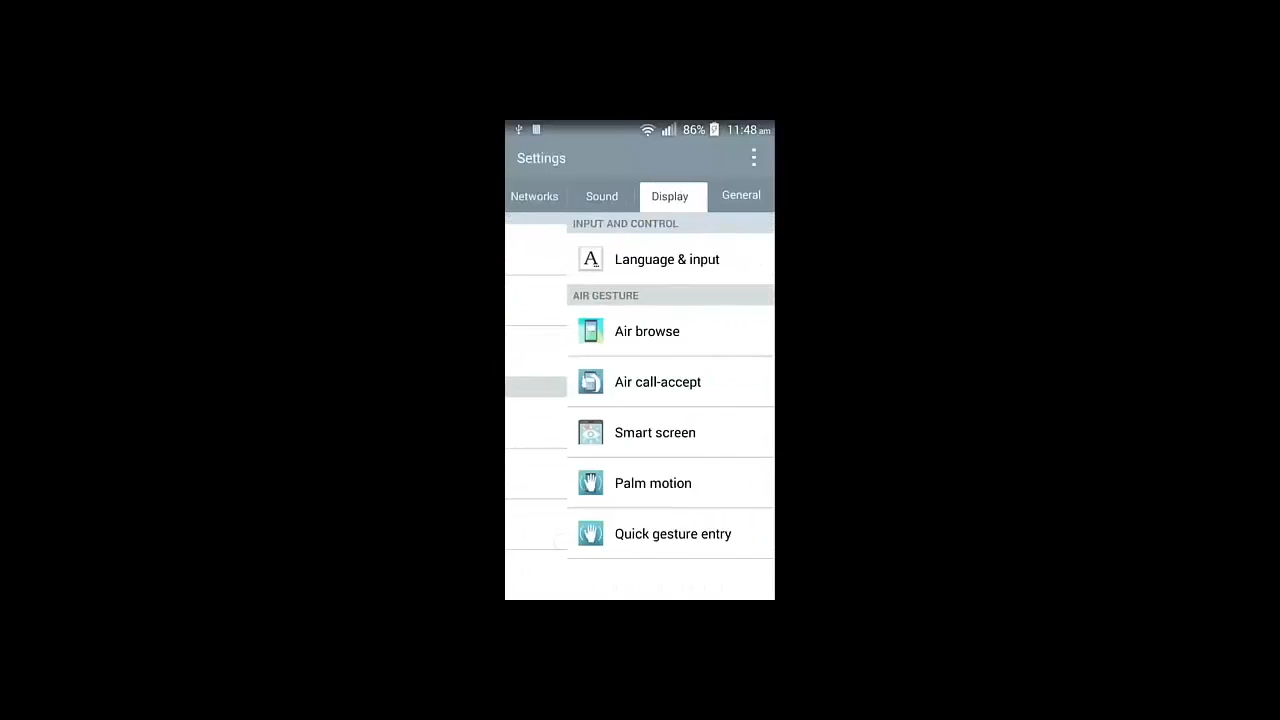 86% 11:48 am
Settings
Networks Sound Display General
INPUT AND CONTROL
Language & input
AIR GESTURE
Air browse
Air call-accept
Smart screen
Palm motion
Quick gesture entry